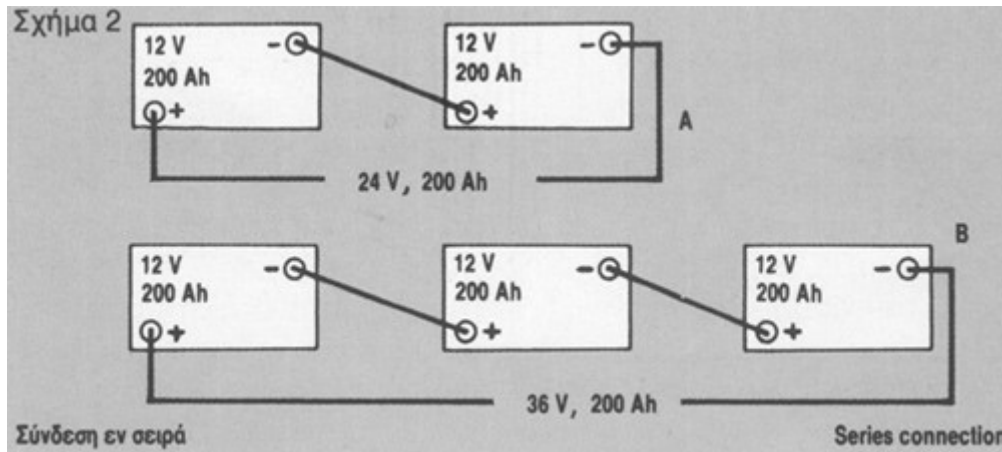 Σχήμα 2
12 V
200 Ah
-
+
12 V
200 Ah
-
+
A
24 V, 200 Ah
B
12 V
200 Ah
-
+
12 V
200 Ah
-
+
12 V
200 Ah
-
+
36 V, 200 Ah
Σύνδεση εν σειρά
Series connection